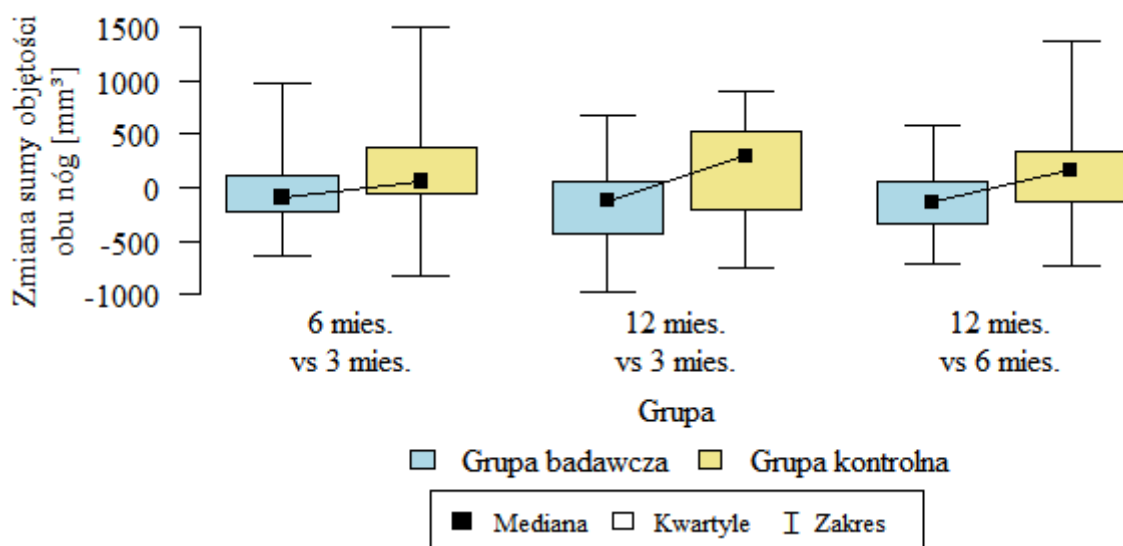 Zmiana sumy objętości
obu nóg [mm³]
1500
1000
500
0
-500
-1000
6 mies.
vs 3 mies.
12 mies.
vs 3 mies.
12 mies.
vs 6 mies.
Grupa
Grupa badawcza Grupa kontrolna
Mediana Kwartyle Zakres